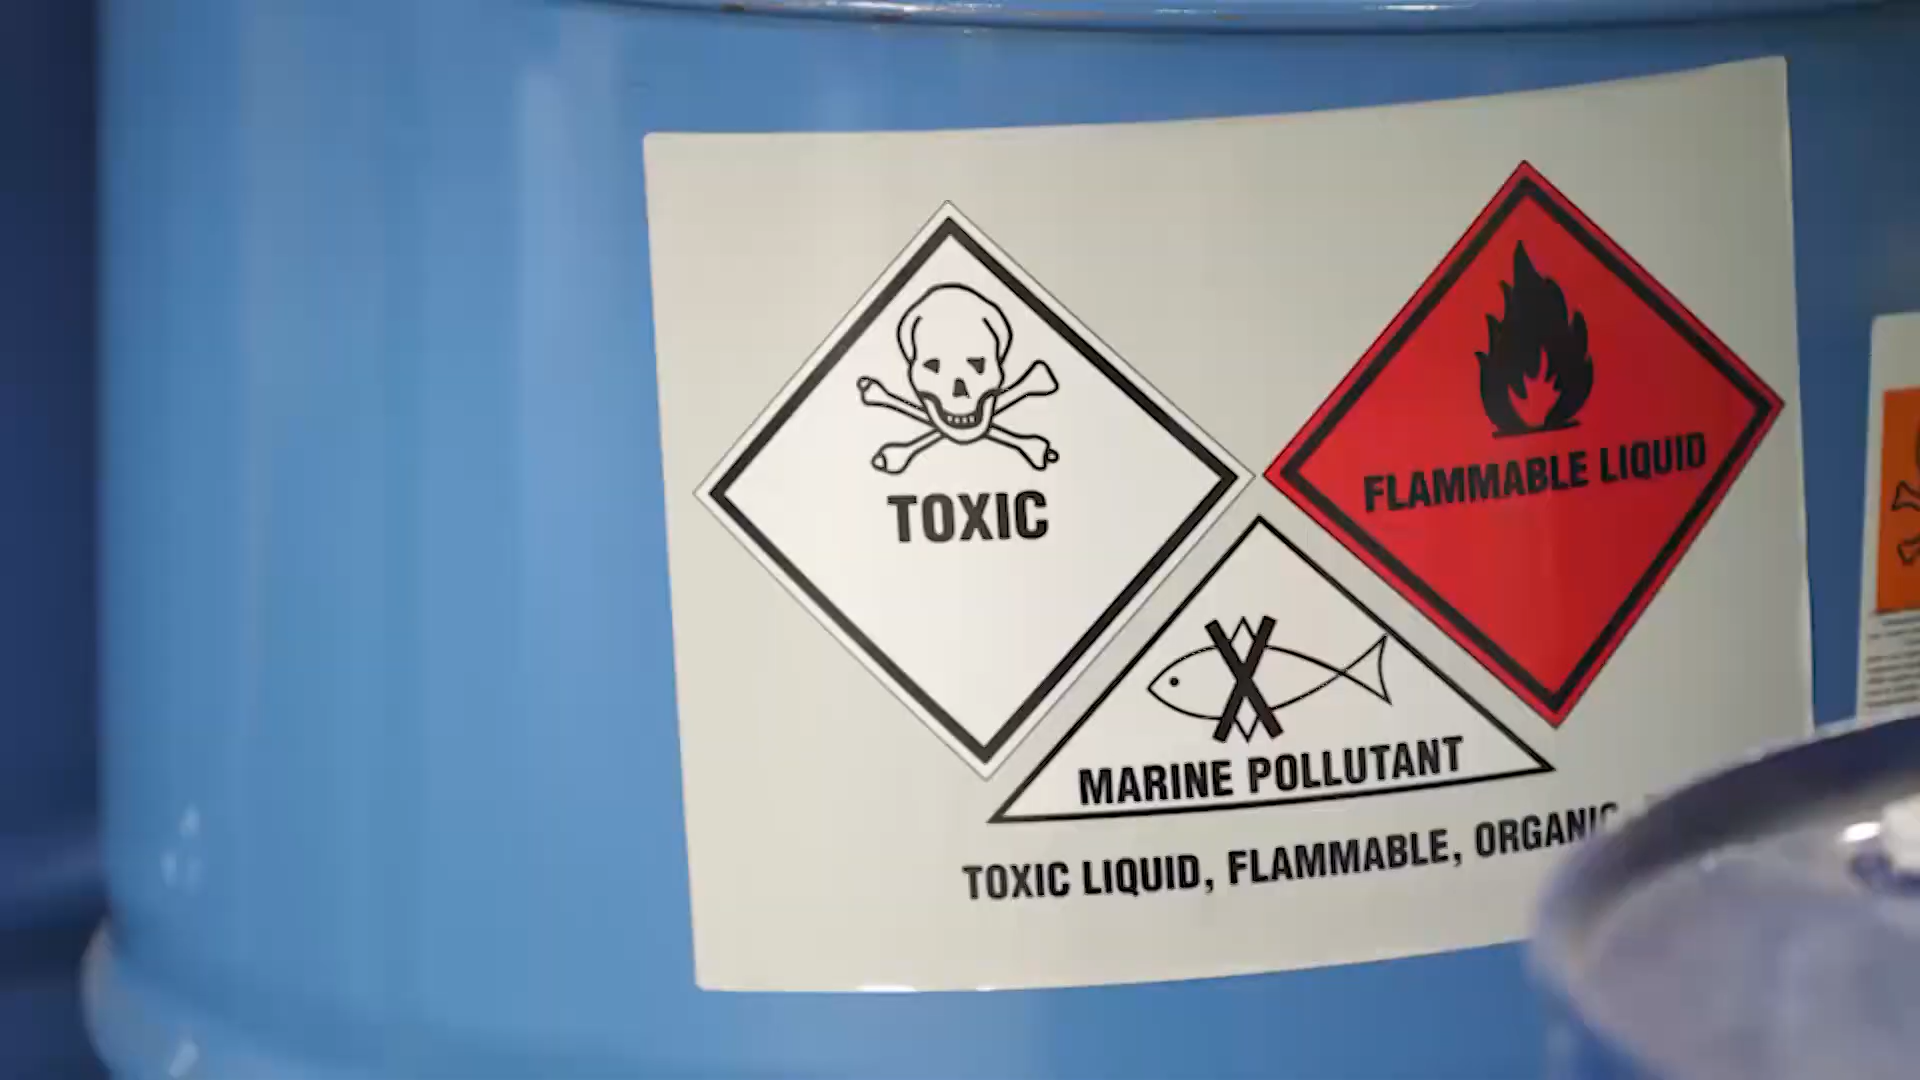 TOXIC
FLAMMABLE LIQUID
MARINE POLLUTANT
TOXIC LIQUID, FLAMMABLE, ORGANIC